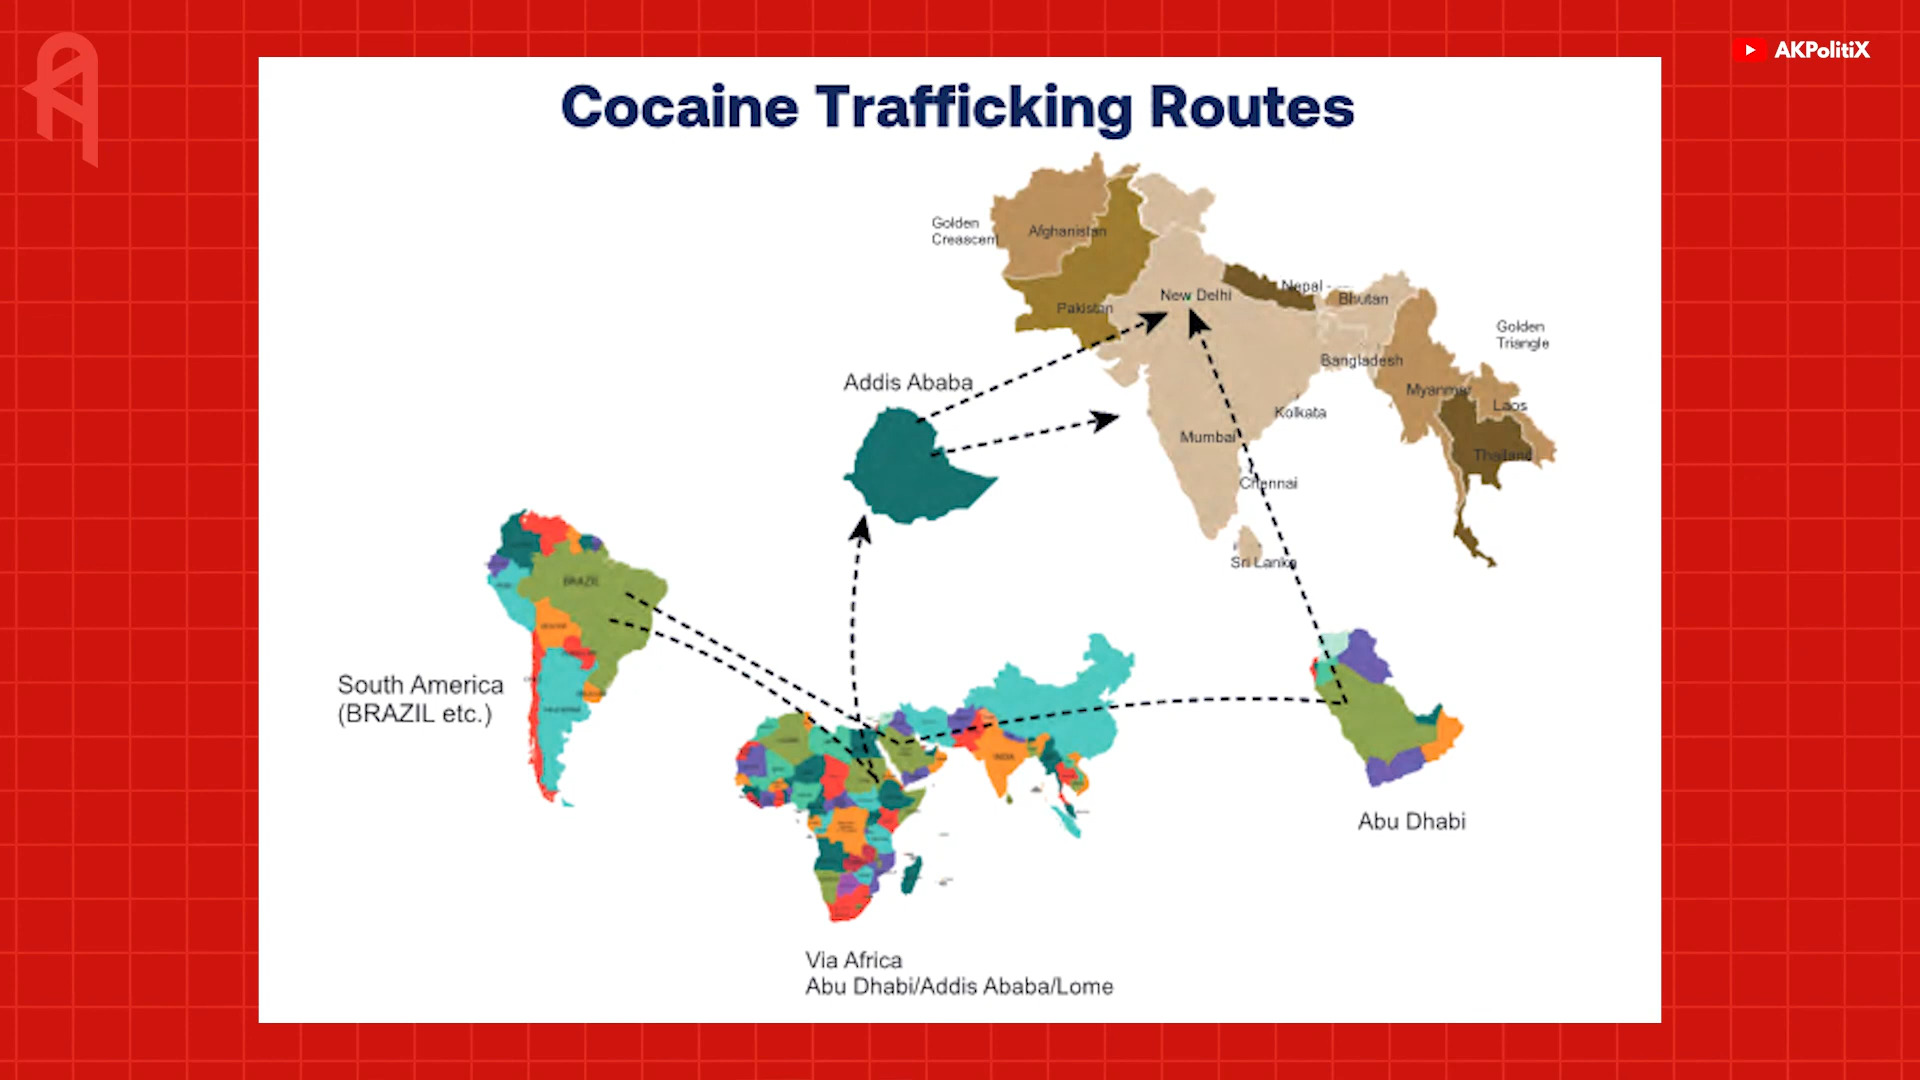 AKPolitiX
Cocaine Trafficking Routes
Golden
Creascent
Afghanistan
Pakistan
New Delhi
Nepal
Bhutan
Golden
Triangle
Bangladesh
Myanmar
Laos
Kolkata
Mumbai
Thailand
Chennai
Sri Lanka
Addis Ababa
BRAZIL
South America
(BRAZIL etc.)
INDIA
Abu Dhabi
Via Africa
Abu Dhabi/Addis Ababa/Lome